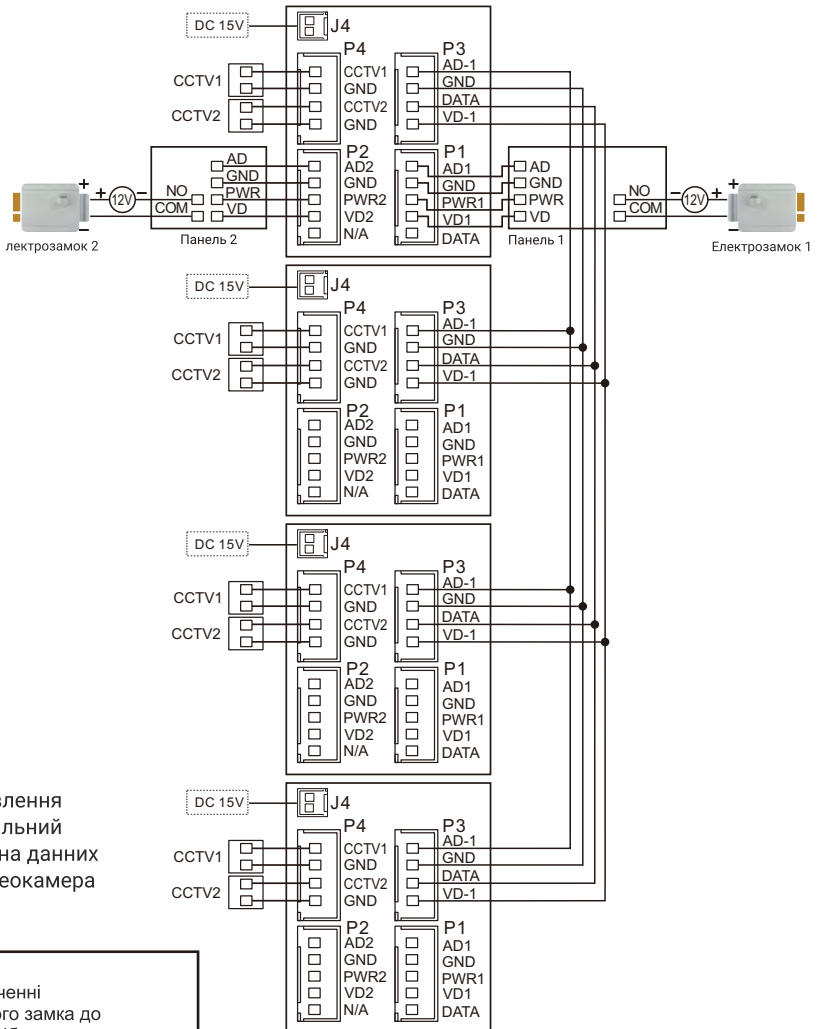 DC 15V
J4
P4
P3
CCTV1
CCTV1
GND
CCTV2
CCTV2
GND
AD-1
GND
DATA
VD-1
P2
P1
AD
GND
PWR
VD
AD2
GND
PWR2
VD2
N/A
AD1
GND
PWR1
VD1
DATA
AD
GND
PWR
VD
NO
COM
NO
COM
+ 12V −
− 12V +
+
−
+
−
лектрозамок 2
Панель 2
Панель 1
Електрозамок 1
DC 15V
J4
P4
P3
CCTV1
CCTV1
GND
CCTV2
CCTV2
GND
AD-1
GND
DATA
VD-1
P2
P1
AD2
GND
PWR2
VD2
N/A
AD1
GND
PWR1
VD1
DATA
DC 15V
J4
P4
P3
CCTV1
CCTV1
GND
CCTV2
CCTV2
GND
AD-1
GND
DATA
VD-1
P2
P1
AD2
GND
PWR2
VD2
N/A
AD1
GND
PWR1
VD1
DATA
влення
альний
на данних
еокамера
DC 15V
J4
P4
P3
CCTV1
CCTV1
GND
CCTV2
CCTV2
GND
AD-1
GND
DATA
VD-1
P2
P1
AD2
GND
PWR2
VD2
N/A
AD1
GND
PWR1
VD1
DATA
ченні
ого замка до